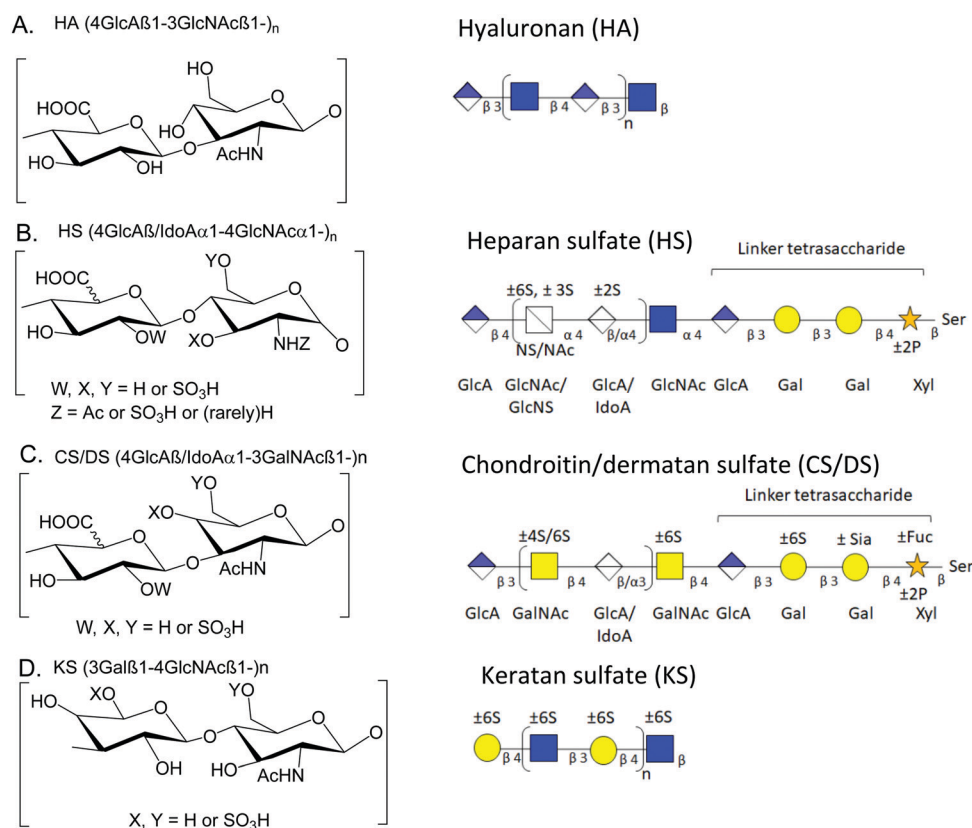 A. HA (4GlcAß1-3GlcNAcß1-)n
HO
HOOC
O
O
O
HO
O
HO
AcHN
OH
Hyaluronan (HA)
β 3
β 4
β 3
n
β
B. HS (4GlcAß/IdoAα1-4GlcNAcα1-)n
YO
HOOC
O
O
O
HO
OW
XO
NHZ
O
W, X, Y = H or SO3H
Z = Ac or SO3H or (rarely)H
Heparan sulfate (HS)
Linker tetrasaccharide
±6S, ± 3S
±2S
Ser
β 4
α 4
β/α4
α 4
β 3
β 3
β 4
β
NS/NAc
±2P
GlcA
GlcNAc/
GlcNS
GlcA/
IdoA
GlcNAc
GlcA
Gal
Gal
Xyl
C. CS/DS (4GlcAß/IdoAα1-3GalNAcß1-)n
YO
XO
O
O
HOOC
O
O
HO
AcHN
OW
W, X, Y = H or SO3H
Chondroitin/dermatan sulfate (CS/DS)
Linker tetrasaccharide
±4S/6S
±6S
±6S
± Sia
±Fuc
Ser
β 3
β 4
β/α3
β 4
β 3
β 3
β 4
β
±2P
GlcA
GalNAc
GlcA/
IdoA
GalNAc
GlcA
Gal
Gal
Xyl
D. KS (3Galß1-4GlcNAcß1-)n
XO
YO
HO
O
O
O
O
OH
HO
AcHN
X, Y = H or SO3H
Keratan sulfate (KS)
±6S
±6S
±6S
±6S
β 4
β 3
β 4
n
β